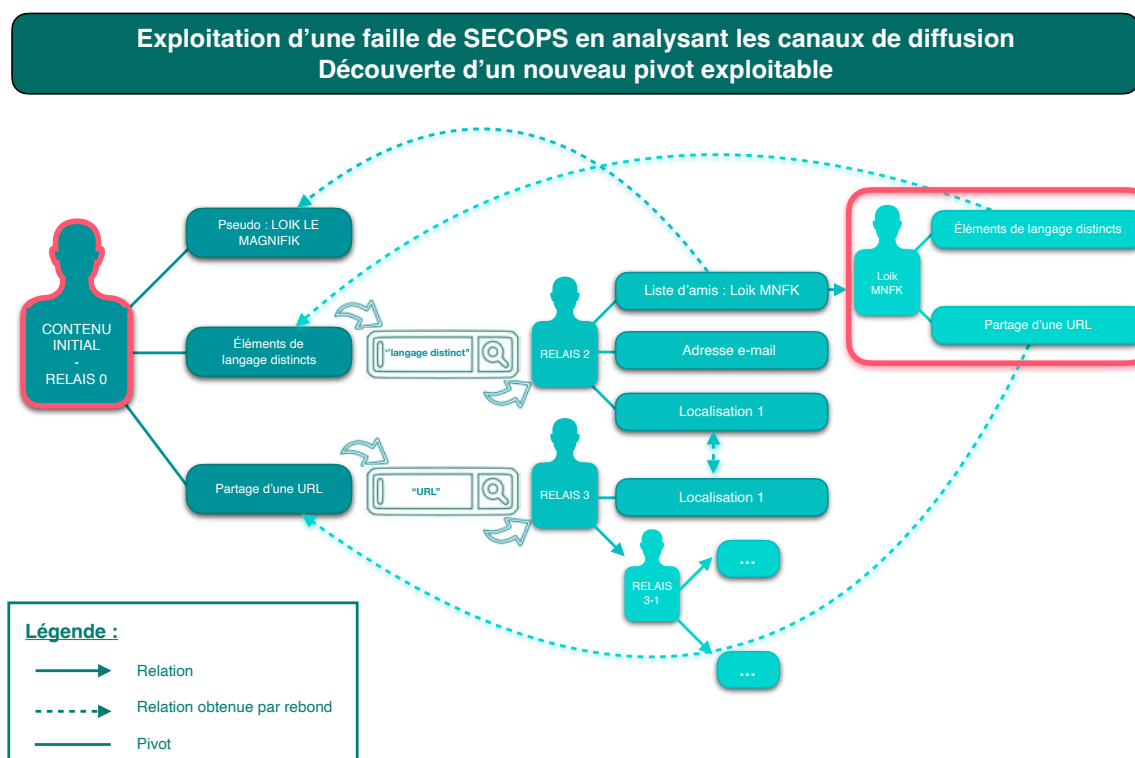 Exploitation d’une faille de SECOPS en analysant les canaux de diffusion
Découverte d’un nouveau pivot exploitable
CONTENU
INITIAL
-
RELAIS 0
Pseudo : LOIK LE
MAGNIFIK
Éléments de
langage distincts
Partage d’une URL
“langage distinct”
“URL”
RELAIS 2
Liste d’amis : Loik MNFK
Adresse e-mail
Localisation 1
RELAIS 3
Localisation 1
RELAIS
3-1
...
...
Loik
MNFK
Éléments de langage distincts
Partage d’une URL
Légende :
Relation
Relation obtenue par rebond
Pivot